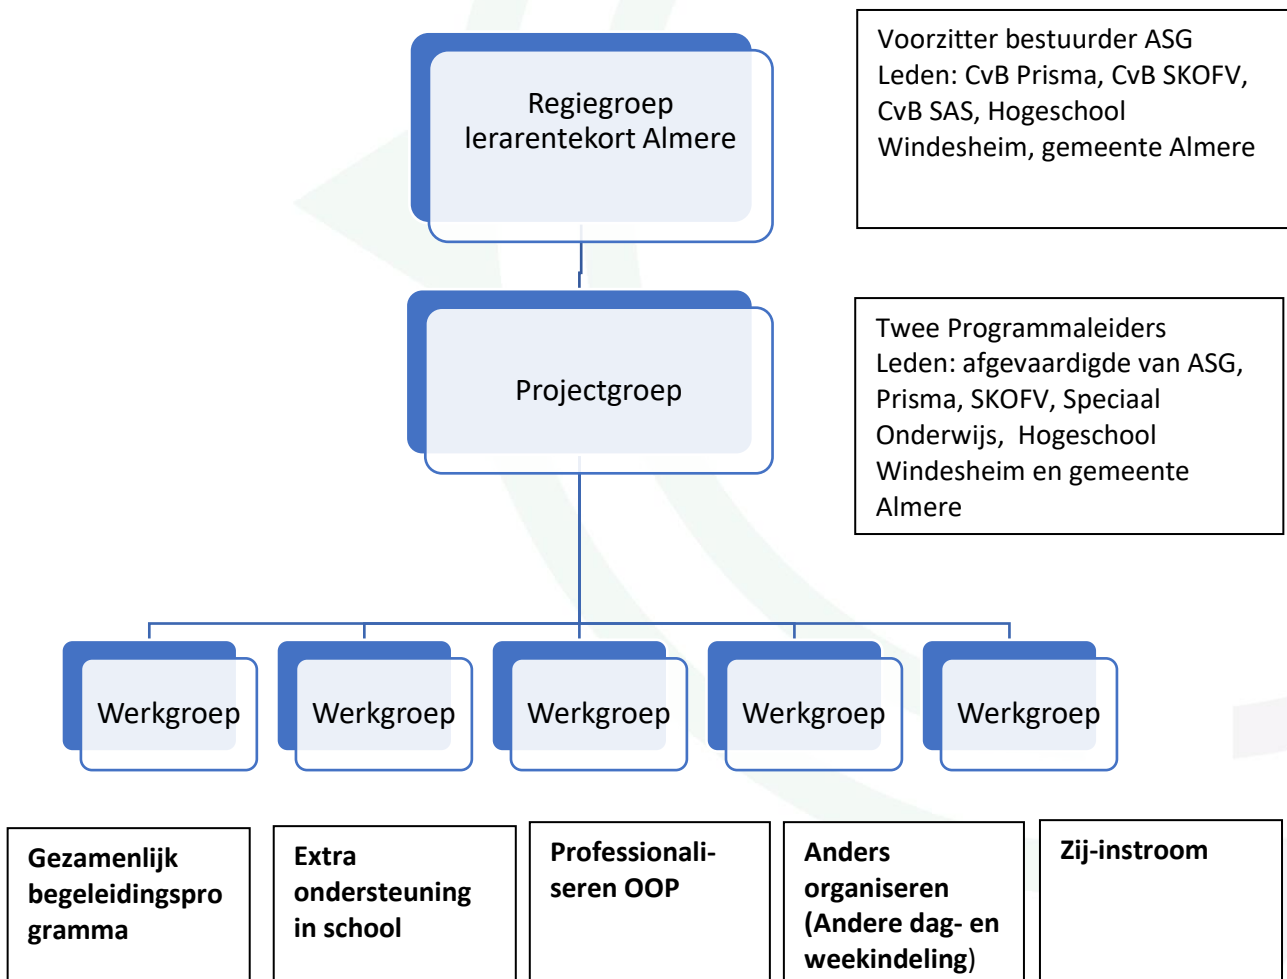 Regiegroep
lerarentekort Almere
Voorzitter bestuurder ASG
Leden: CvB Prisma, CvB SKOFV,
CvB SAS, Hogeschool
Windesheim, gemeente Almere
Projectgroep
Twee Programmaleiders
Leden: afgevaardigde van ASG,
Prisma, SKOFV, Speciaal
Onderwijs, Hogeschool
Windesheim en gemeente
Almere
Werkgroep
Werkgroep
Werkgroep
Werkgroep
Werkgroep
Gezamenlijk
begeleidingspro
gramma
Extra
ondersteuning
in school
Professionali-
seren OOP
Anders
organiseren
(Andere dag- en
weekindeling)
Zij-instroom